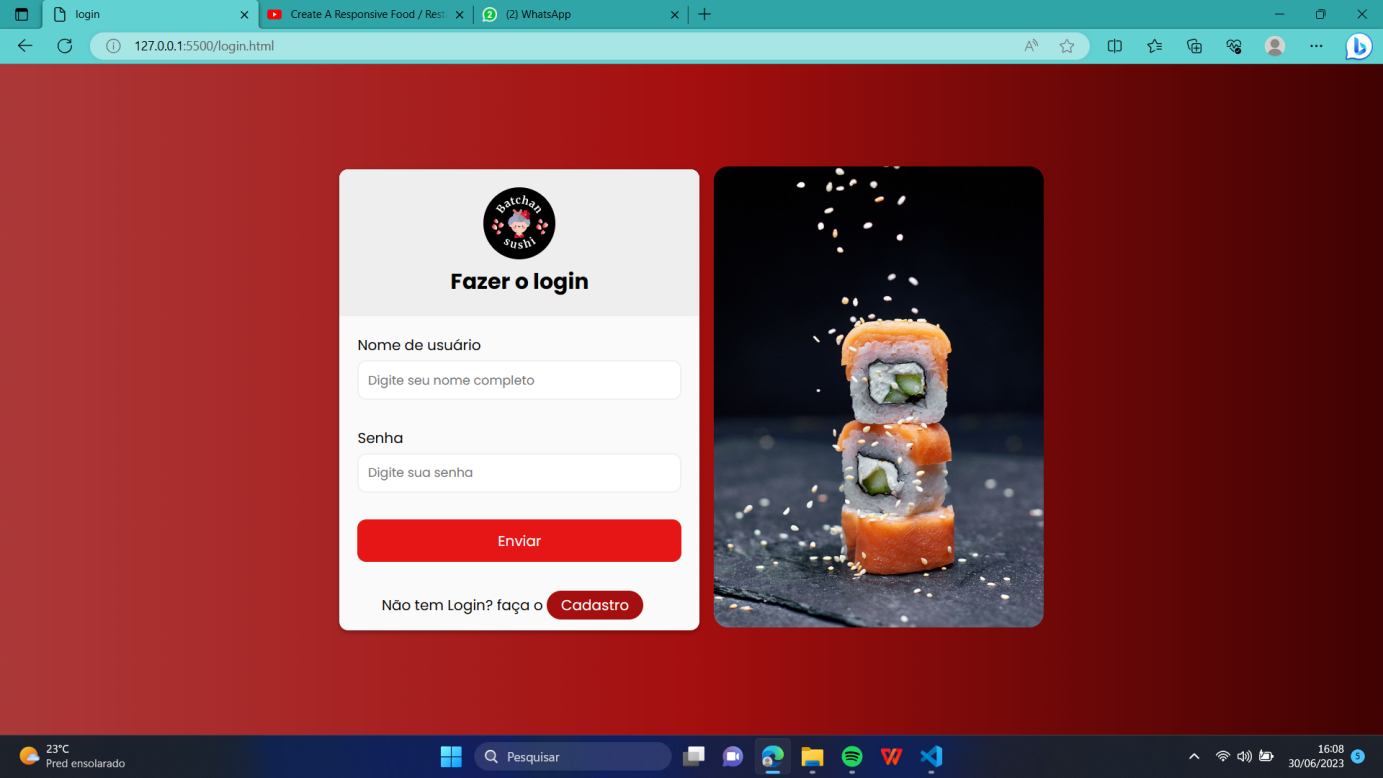 login
Create A Responsive Food / Rest
(2) WhatsApp
127.0.0.1:5500/login.html
Batchan
sushi
Fazer o login
Nome de usuário
Digite seu nome completo
Senha
Digite sua senha
Enviar
Não tem Login? faça o Cadastro
23°C
Pred ensolarado
Pesquisar
16:08
30/06/2023
5